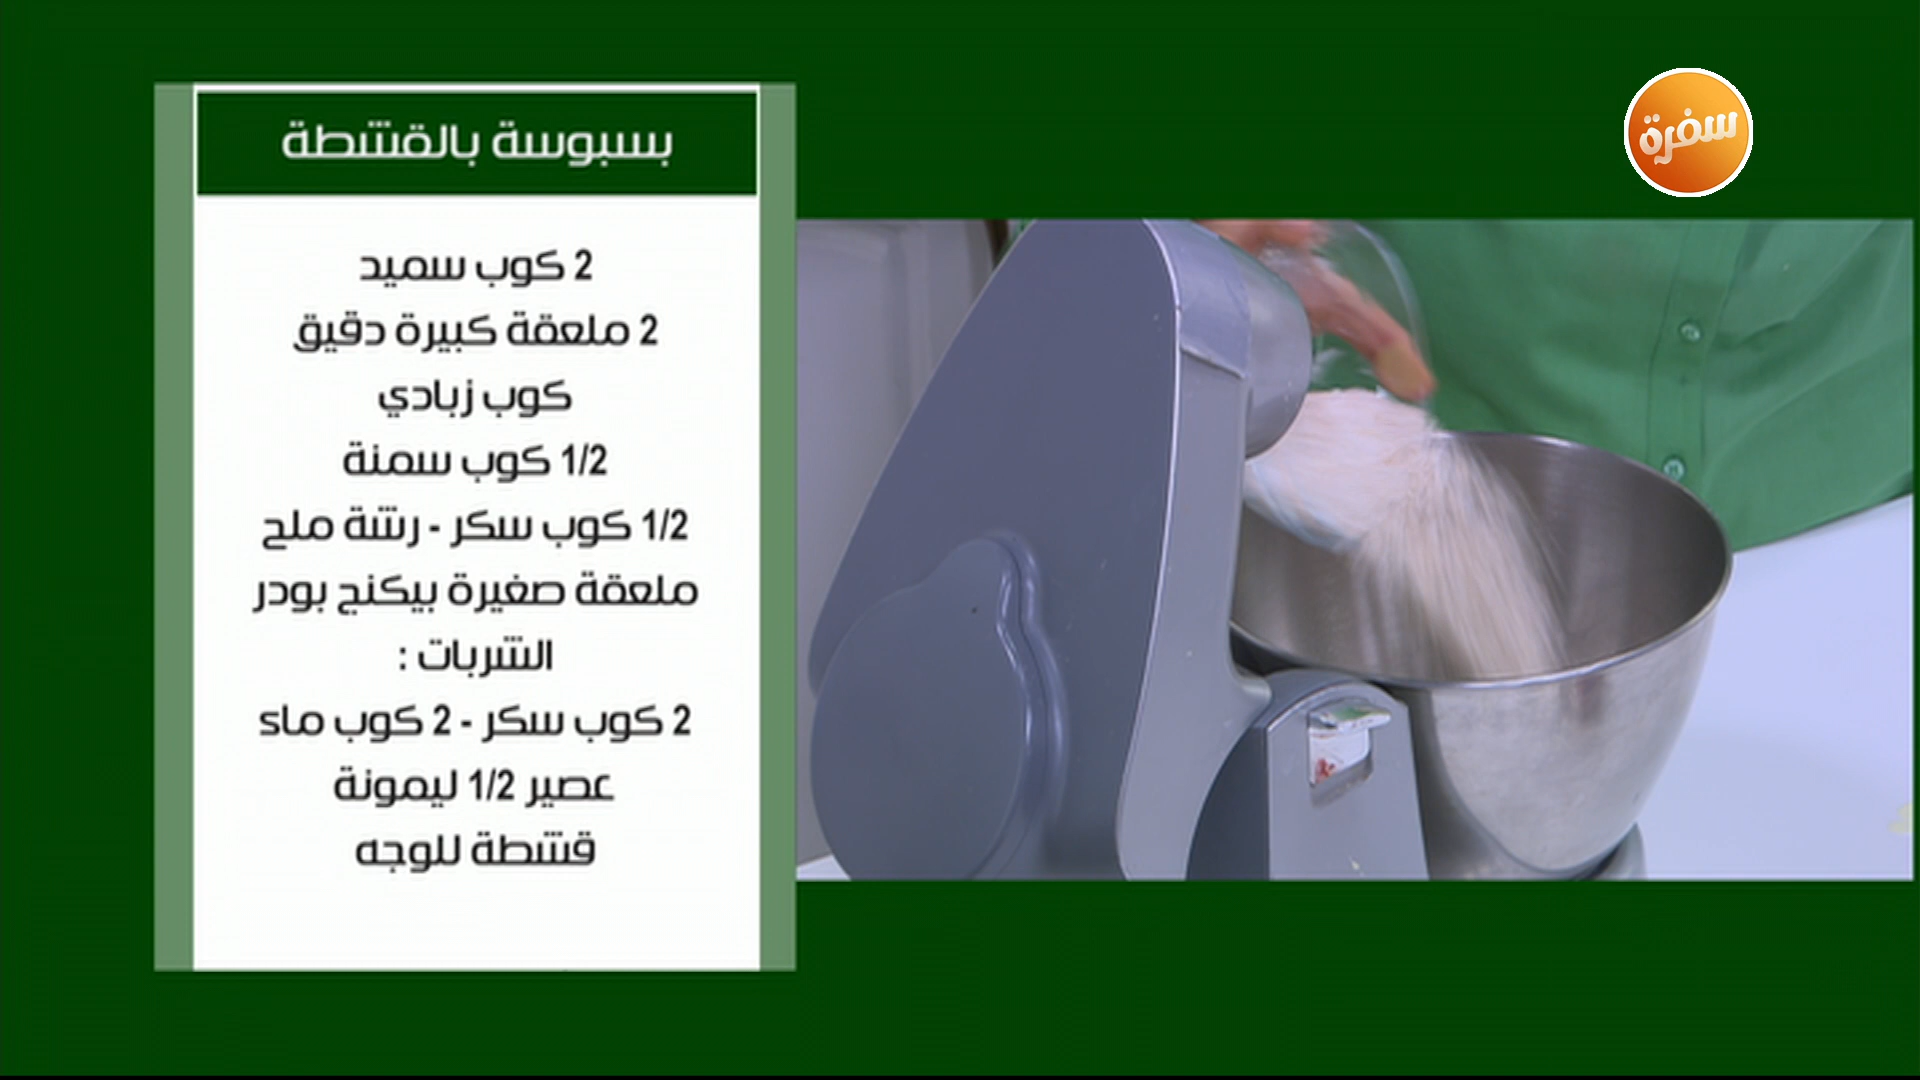 بسبوسة بالقشطة
2 كوب سميد
2 ملعقة كبيرة دقيق
كوب زبادي
1/2 كوب سمنة
1/2 كوب سكر - رشة ملح
ملعقة صغيرة بيكنج بودر
الشربات :
2 كوب سكر - 2 كوب ماء
عصير 1/2 ليمونة
قشطة للوجه
سفرة